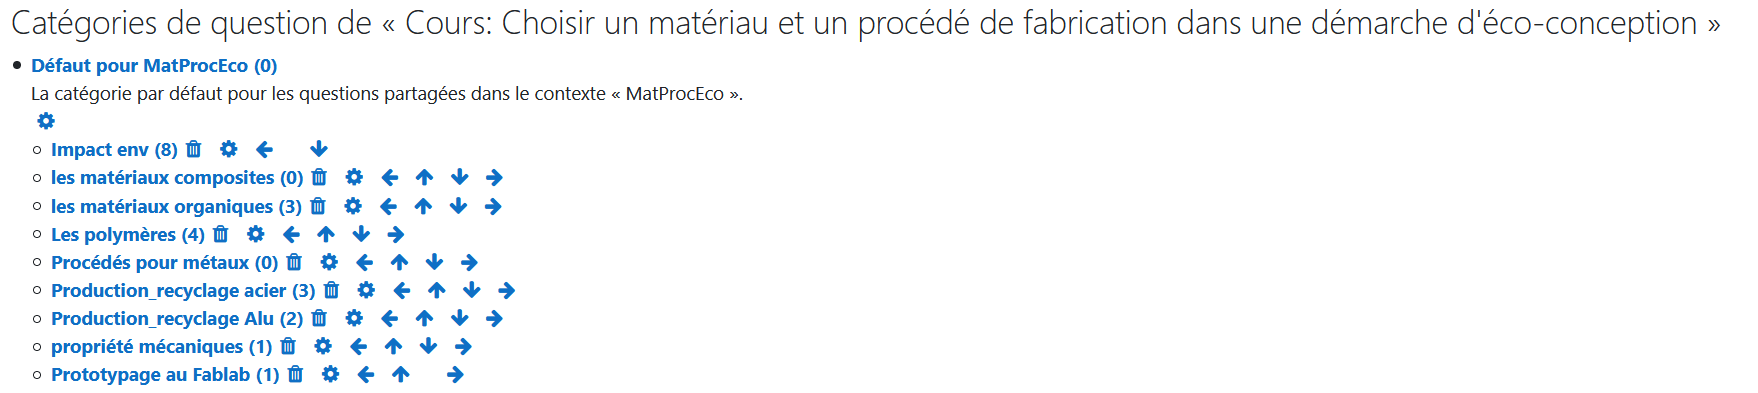 Catégories de question de « Cours: Choisir un matériau et un procédé de fabrication dans une démarche d'éco-conception »
Défaut pour MatProcEco (0)
La catégorie par défaut pour les questions partagées dans le contexte « MatProcEco ».
Impact env (8)
les matériaux composites (0)
les matériaux organiques (3)
Les polymères (4)
Procédés pour métaux (0)
Production_recyclage acier (3)
Production_recyclage Alu (2)
propriété mécaniques (1)
Prototypage au Fablab (1)